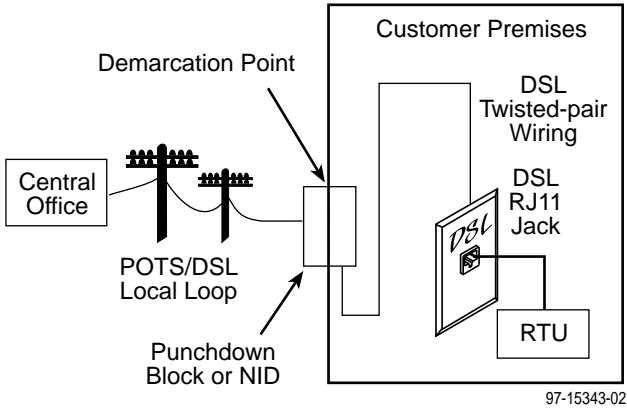 Customer Premises
Demarcation Point
DSL
Twisted-pair
Wiring
Central
Office
DSL
RJ11
Jack
DSL
POTS/DSL
Local Loop
RTU
Punchdown
Block or NID
97-15343-02